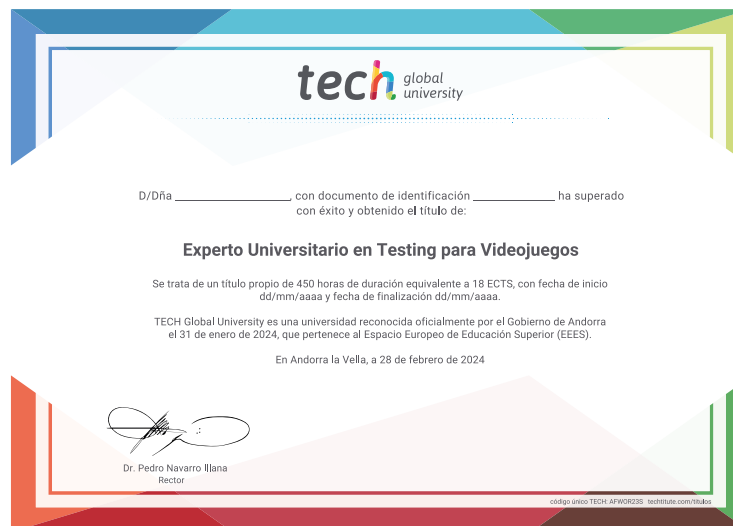 tech global university
D/Dña ______________, con documento de identificación __________ ha superado
con éxito y obtenido el título de:
Experto Universitario en Testing para Videojuegos
Se trata de un título propio de 450 horas de duración equivalente a 18 ECTS, con fecha de inicio
dd/mm/aaaa y fecha de finalización dd/mm/aaaa.
TECH Global University es una universidad reconocida oficialmente por el Gobierno de Andorra
el 31 de enero de 2024, que pertenece al Espacio Europeo de Educación Superior (EEES).
En Andorra la Vella, a 28 de febrero de 2024
Dr. Pedro Navarro Illana
Rector
código único TECH: AFWOR23S techtitute.com/titulos